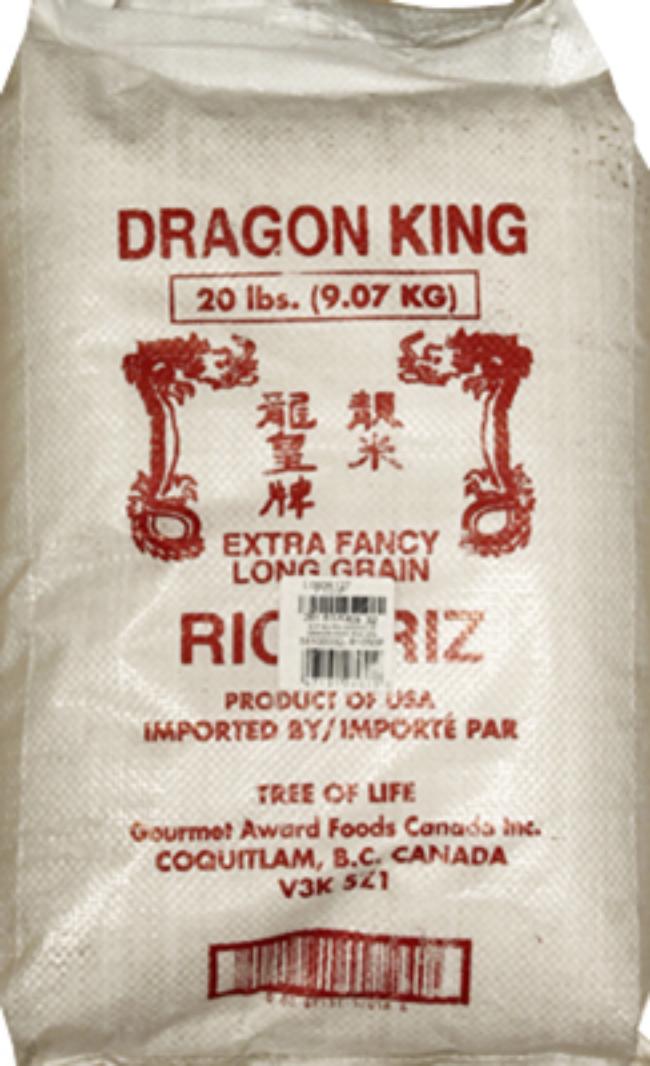 DRAGON KING
20 lbs. (9.07 KG)
龍皇牌
靚米
EXTRA FANCY
LONG GRAIN
RIZ
PRODUCT OF USA
IMPORTED BY/IMPORTÉ PAR
TREE OF LIFE
Gourmet Award Foods Canada Inc.
COQUITLAM, B.C. CANADA
V3K 5Z1